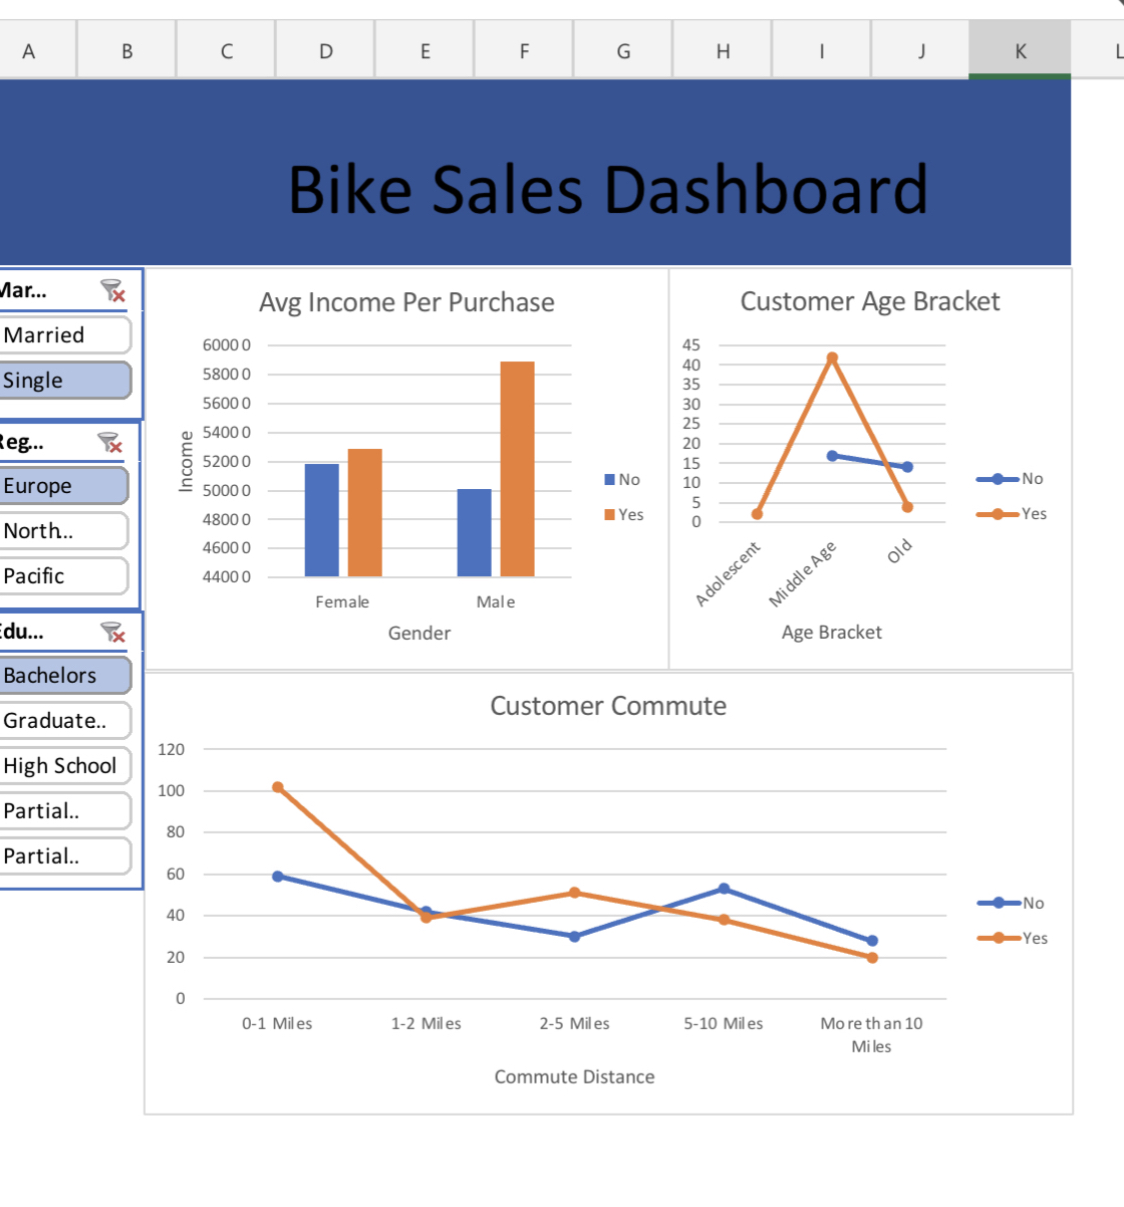 A B C D E F G H I J K L
Bike Sales Dashboard
Mar...
Married
Single
Reg...
Europe
North...
Pacific
Edu...
Bachelors
Graduate..
High School
Partial..
Partial..
Avg Income Per Purchase
60000
58000
56000
54000
52000
50000
48000
46000
44000
Income
Female Male
Gender
No
Yes
Customer Age Bracket
45
40
35
30
25
20
15
10
5
0
Adolescent
Middle Age
Old
Age Bracket
No
Yes
Customer Commute
120
100
80
60
40
20
0
0-1 Miles 1-2 Miles 2-5 Miles 5-10 Miles More than 10
Miles
Commute Distance
No
Yes